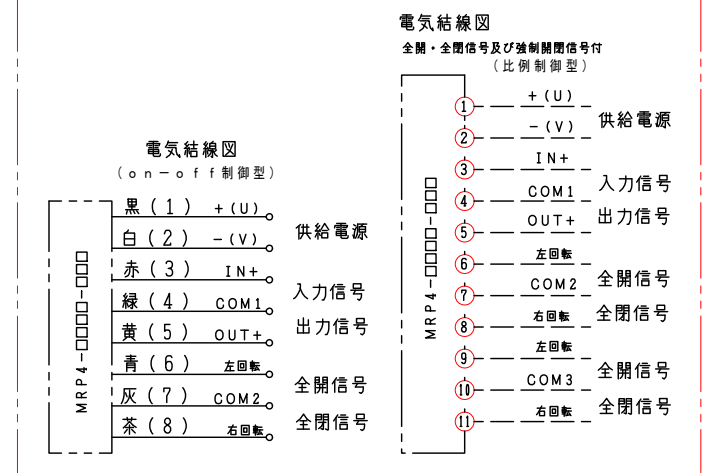 電気結線図
(on-off制御型)
MRP4-□□□-□□□
黒(1) +(U)
白(2) -(V)
供給電源
赤(3) IN+
緑(4) COM1
入力信号
黄(5) OUT+
出力信号
青(6) 左回転
灰(7) COM2
全開信号
茶(8) 右回転
全閉信号
電気結線図
全開・全閉信号及び強制開閉信号付
(比例制御型)
MRP4-□□□□-□-□□
1 +(U)
2 -(V)
供給電源
3 IN+
4 COM1
入力信号
5 OUT+
出力信号
6 左回転
7 COM2
全開信号
8 右回転
全閉信号
9 左回転
10 COM3
全開信号
11 右回転
全閉信号